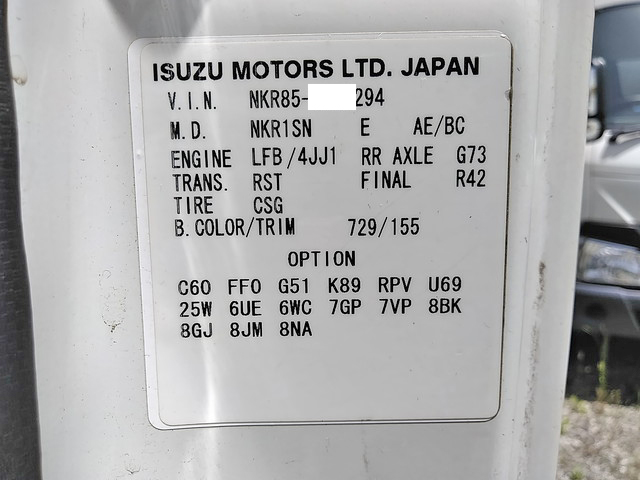 ISUZU MOTORS LTD. JAPAN
V.I.N. NKR85- 294
M.D. NKR1SN E AE/BC
ENGINE LFB/4JJ1 RR AXLE G73
TRANS. RST FINAL R42
TIRE CSG
B.COLOR/TRIM 729/155
OPTION
C60 FF0 G51 K89 RPV U69
25W 6UE 6WC 7GP 7VP 8BK
8GJ 8JM 8NA